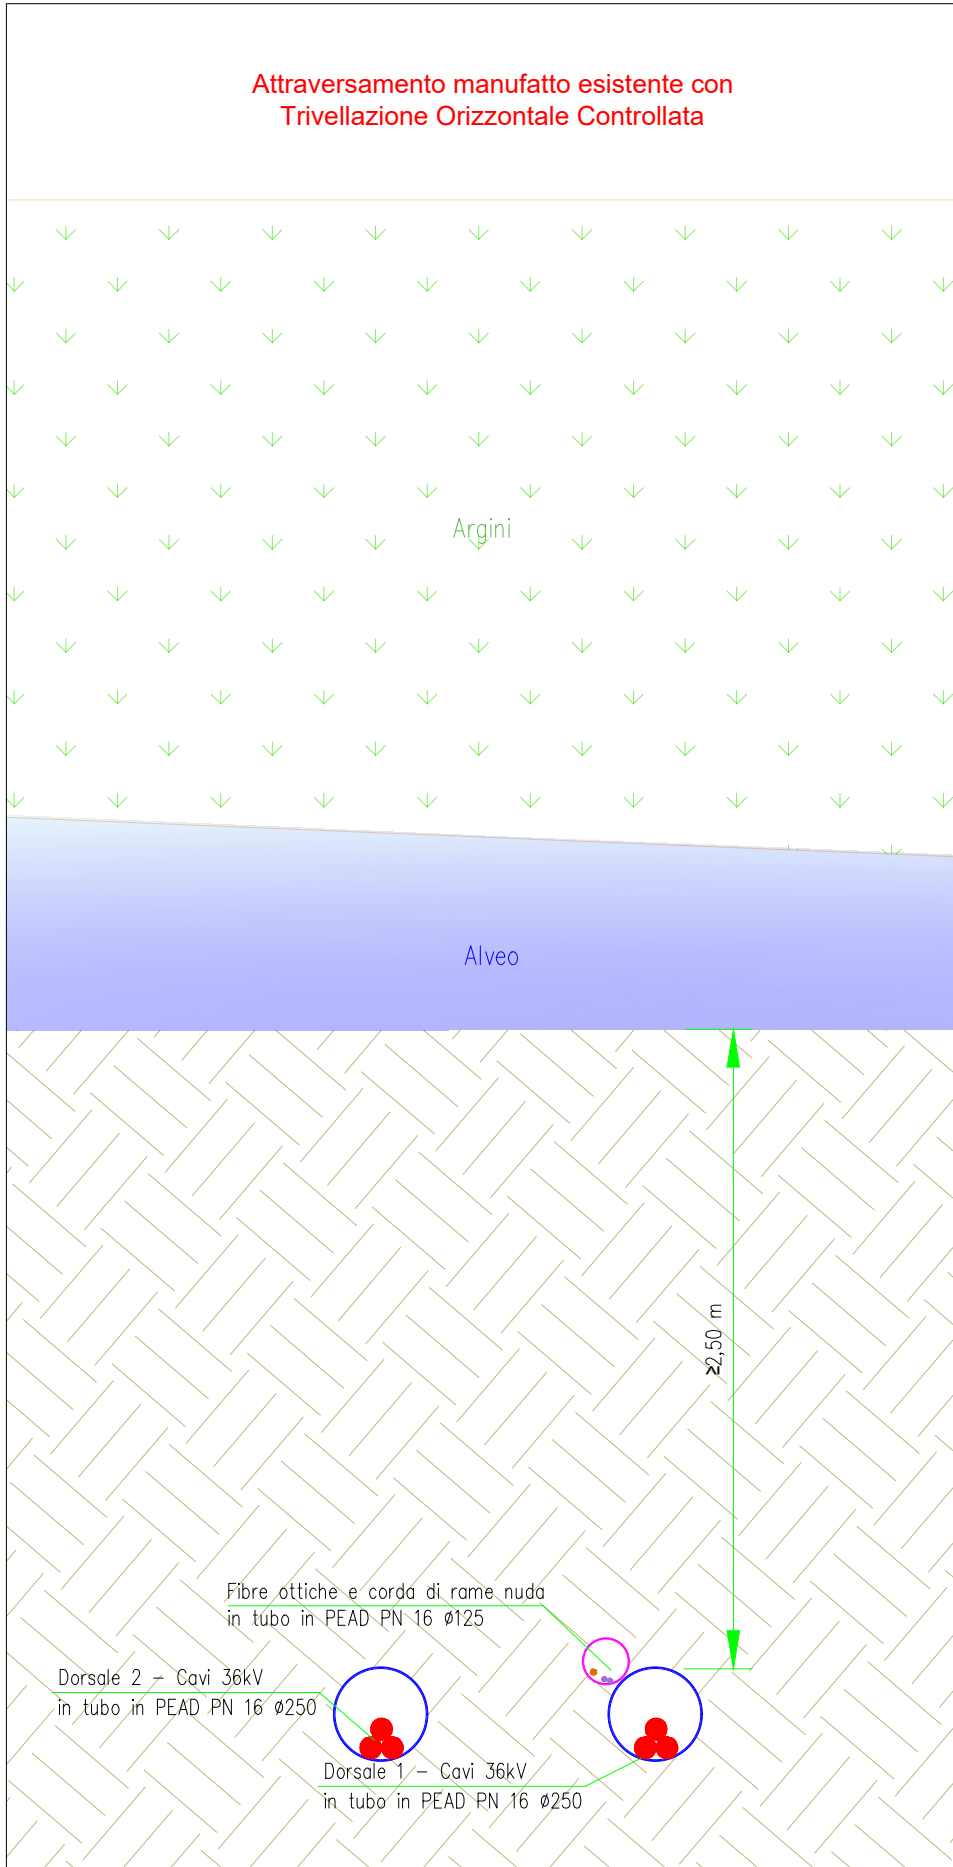 Attraversamento manufatto esistente con
Trivellazione Orizzontale Controllata
Argini
Alveo
≥2,50 m
Fibre ottiche e corda di rame nuda
in tubo in PEAD PN 16 Ø125
Dorsale 2 - Cavi 36kV
in tubo in PEAD PN 16 Ø250
Dorsale 1 - Cavi 36kV
in tubo in PEAD PN 16 Ø250